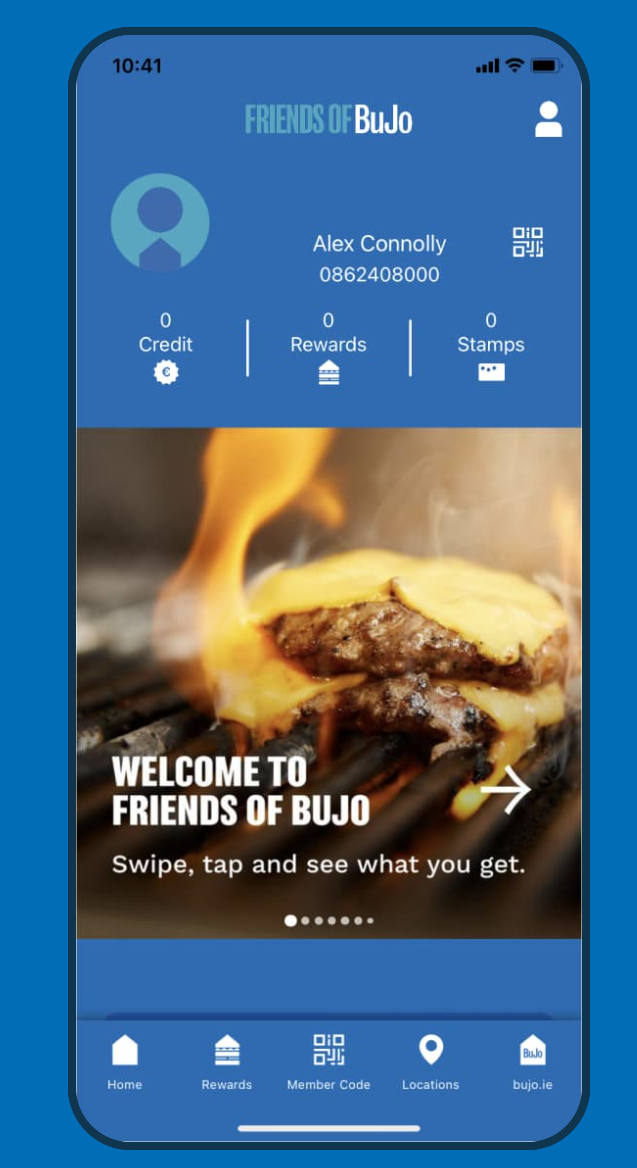 10:41
FRIENDS OF BuJo
Alex Connolly
0862408000
0
Credit
€
0
Rewards
0
Stamps
WELCOME TO
FRIENDS OF BUJO
Swipe, tap and see what you get.
Home
Rewards
Member Code
Locations
BuJo
bujo.ie